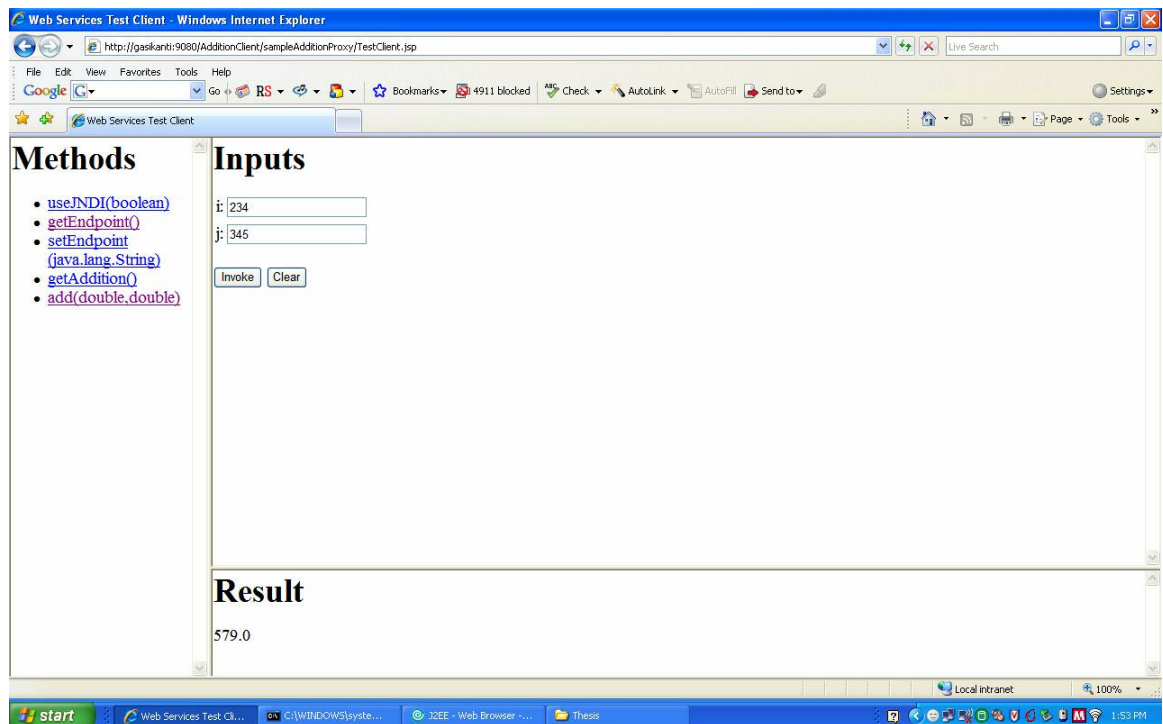 Web Services Test Client - Windows Internet Explorer
http://gasikanti:9080/AdditionClient/sampleAdditionProxy/TestClient.jsp
Live Search
File Edit View Favorites Tools Help
Google G Go RS Bookmarks 4911 blocked ABC Check AutoLink AutoFill Send to Settings
Web Services Test Client Page Tools »
Methods
useJNDI(boolean)
getEndpoint()
setEndpoint
(java.lang.String)
getAddition()
add(double,double)
Inputs
i: 234
j: 345
Invoke Clear
Result
579.0
Local intranet 100%
start Web Services Test Cli... C:\WINDOWS\syste... J2EE - Web Browser -... Thesis 1:53 PM